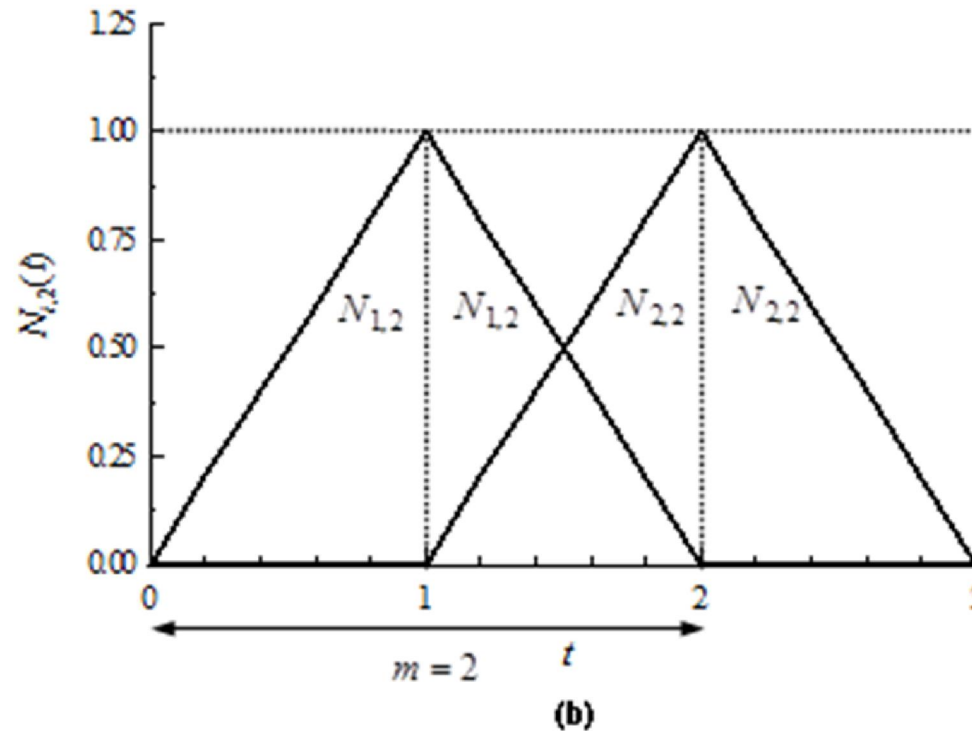 1.25
1.00
0.75
0.50
0.25
0.00
N_{i,2}(t)
N_{1,2} N_{1,2} N_{2,2} N_{2,2}
0 1 2
m = 2 t
(b)